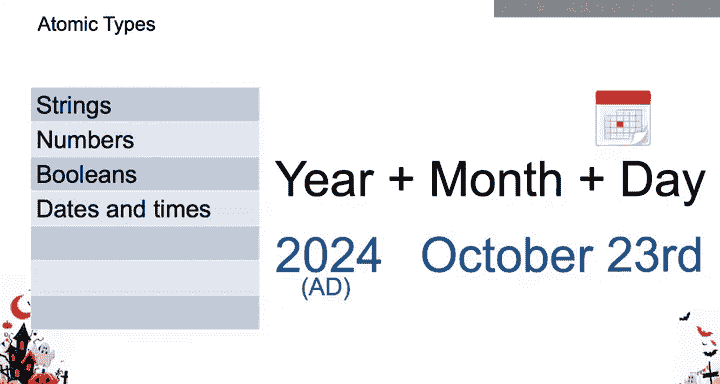 Atomic Types
Strings
Numbers
Booleans
Dates and times
Year + Month + Day
2024 October 23rd
(AD)